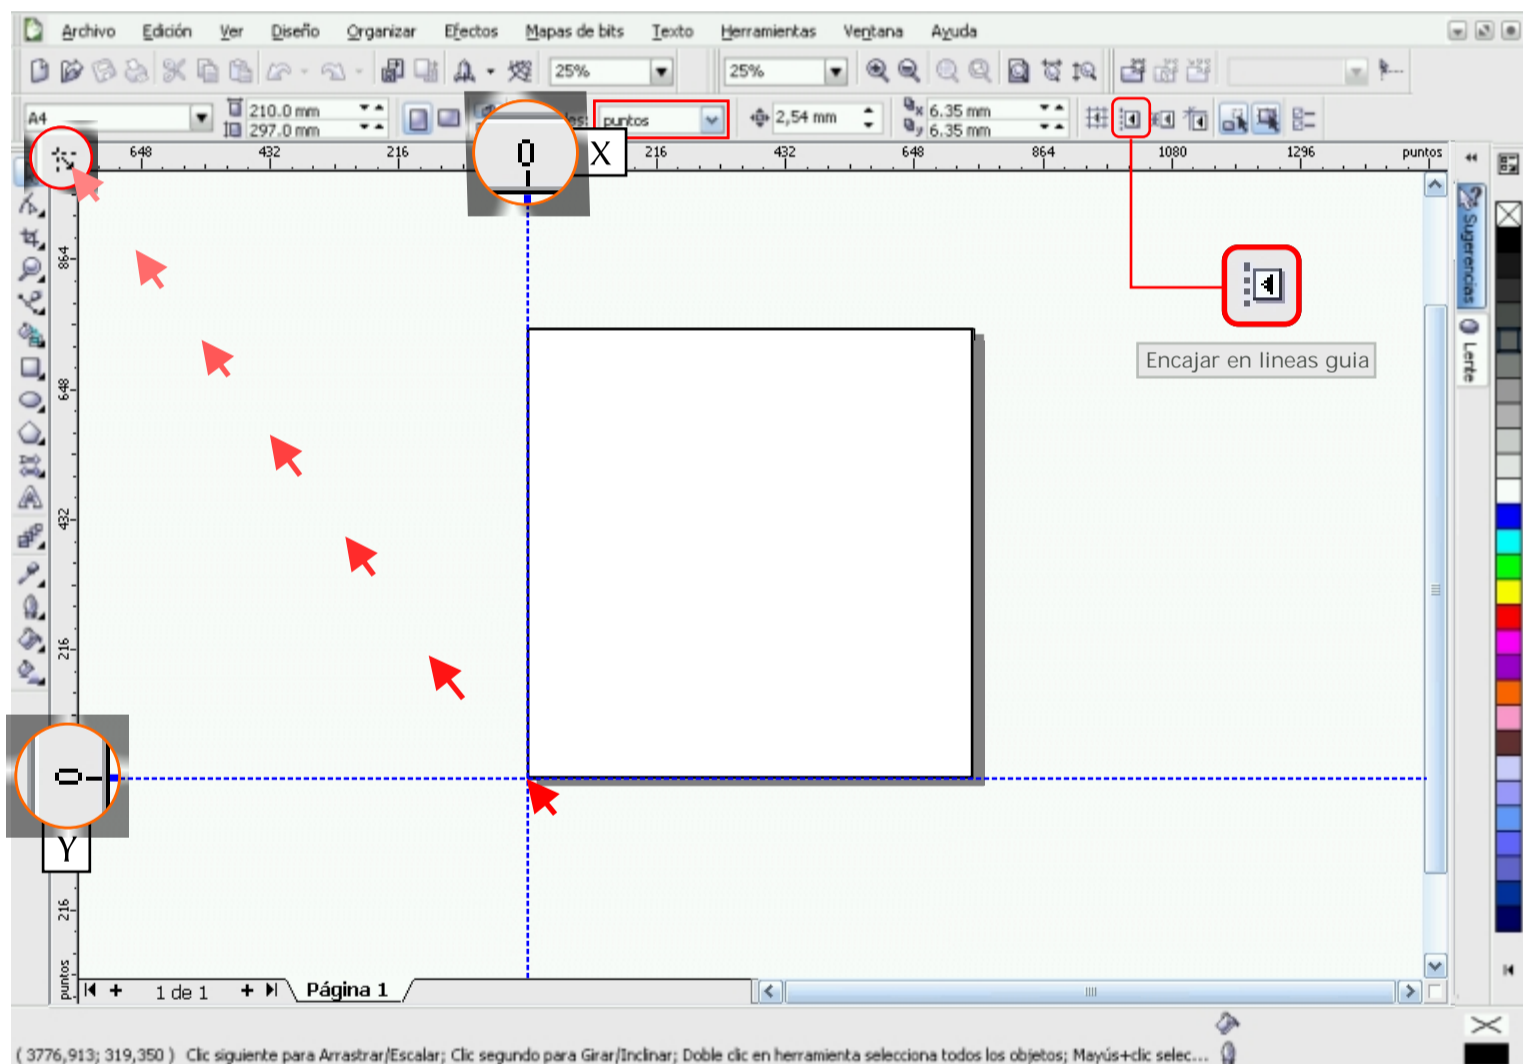 Archivo Edición Ver Diseño Organizar Efectos Mapas de bits Texto Herramientas Ventana Ayuda
25% 25%
A4 210.0 mm 297.0 mm es: puntos 2,54 mm x 6.35 mm y 6.35 mm
648 432 216 0 X 216 432 648 864 1080 1296 puntos
864
648
432
216
0
Y
216
puntos
Sugerencias
Lente
Encajar en lineas guia
1 de 1 Página 1
( 3776,913; 319,350 ) Clic siguiente para Arrastrar/Escalar; Clic segundo para Girar/Inclinar; Doble clic en herramienta selecciona todos los objetos; Mayús+clic selec...